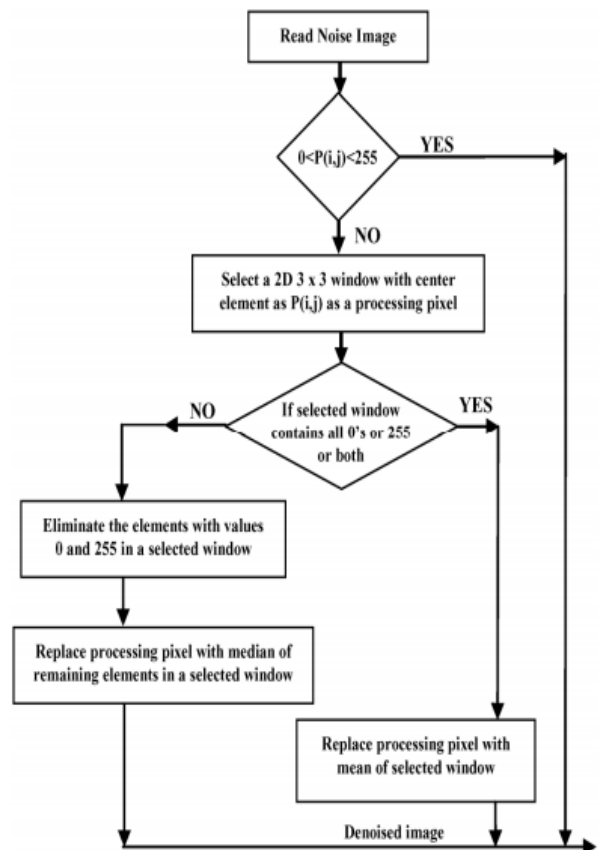 Read Noise Image
0<P(i,j)<255
YES
NO
Select a 2D 3 x 3 window with center
element as P(i,j) as a processing pixel
If selected window
contains all 0's or 255
or both
NO
YES
Eliminate the elements with values
0 and 255 in a selected window
Replace processing pixel with median of
remaining elements in a selected window
Replace processing pixel with
mean of selected window
Denoised image